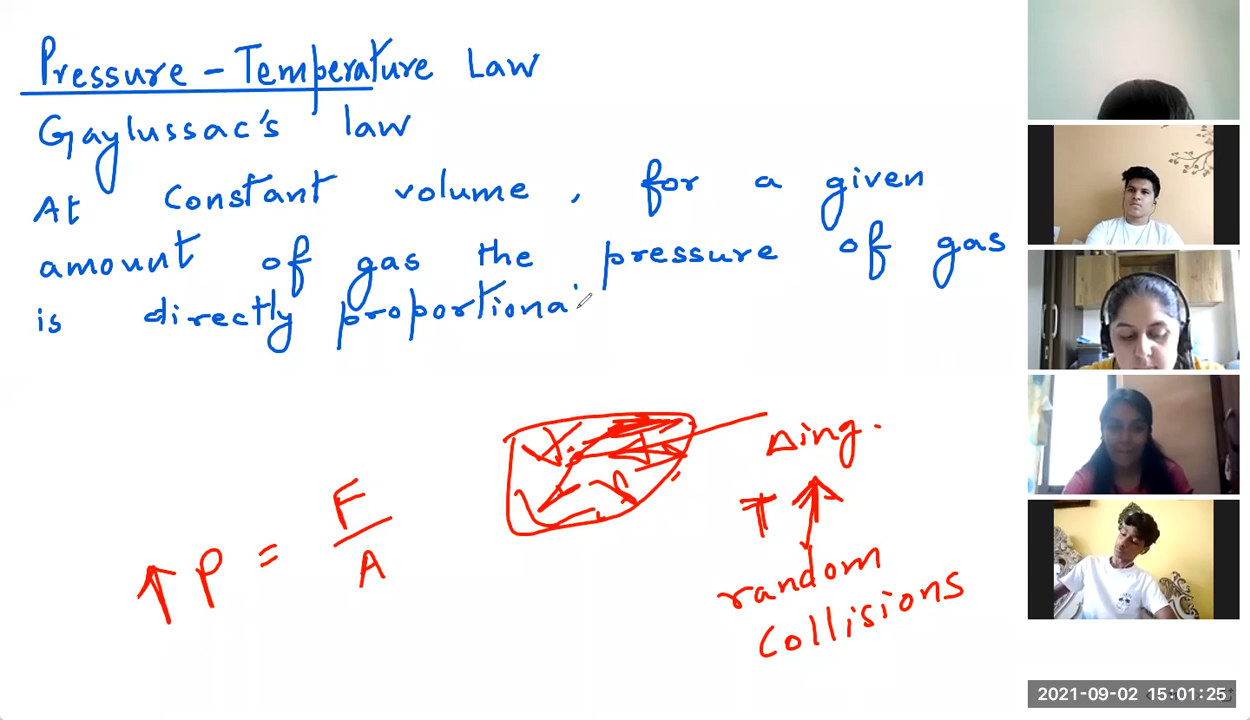 Pressure - Temperature Law
Gaylussac's law
At constant volume, for a given
amount of gas the pressure of gas
is directly proportiona
Δing.
T ↑
random
collisions
↑ P = F/A
2021-09-02 15:01:25